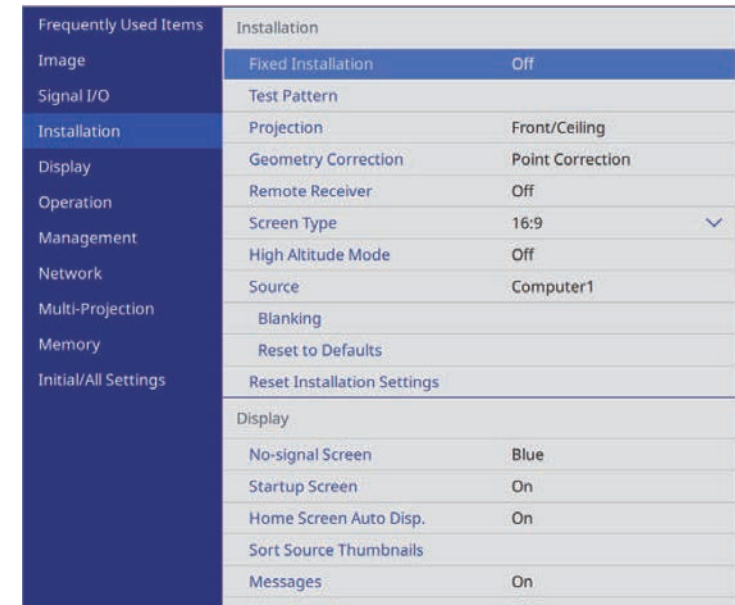 Frequently Used Items
Image
Signal I/O
Installation
Display
Operation
Management
Network
Multi-Projection
Memory
Initial/All Settings
Installation
Fixed Installation Off
Test Pattern
Projection Front/Ceiling
Geometry Correction Point Correction
Remote Receiver Off
Screen Type 16:9
High Altitude Mode Off
Source Computer1
Blanking
Reset to Defaults
Reset Installation Settings
Display
No-signal Screen Blue
Startup Screen On
Home Screen Auto Disp. On
Sort Source Thumbnails
Messages On